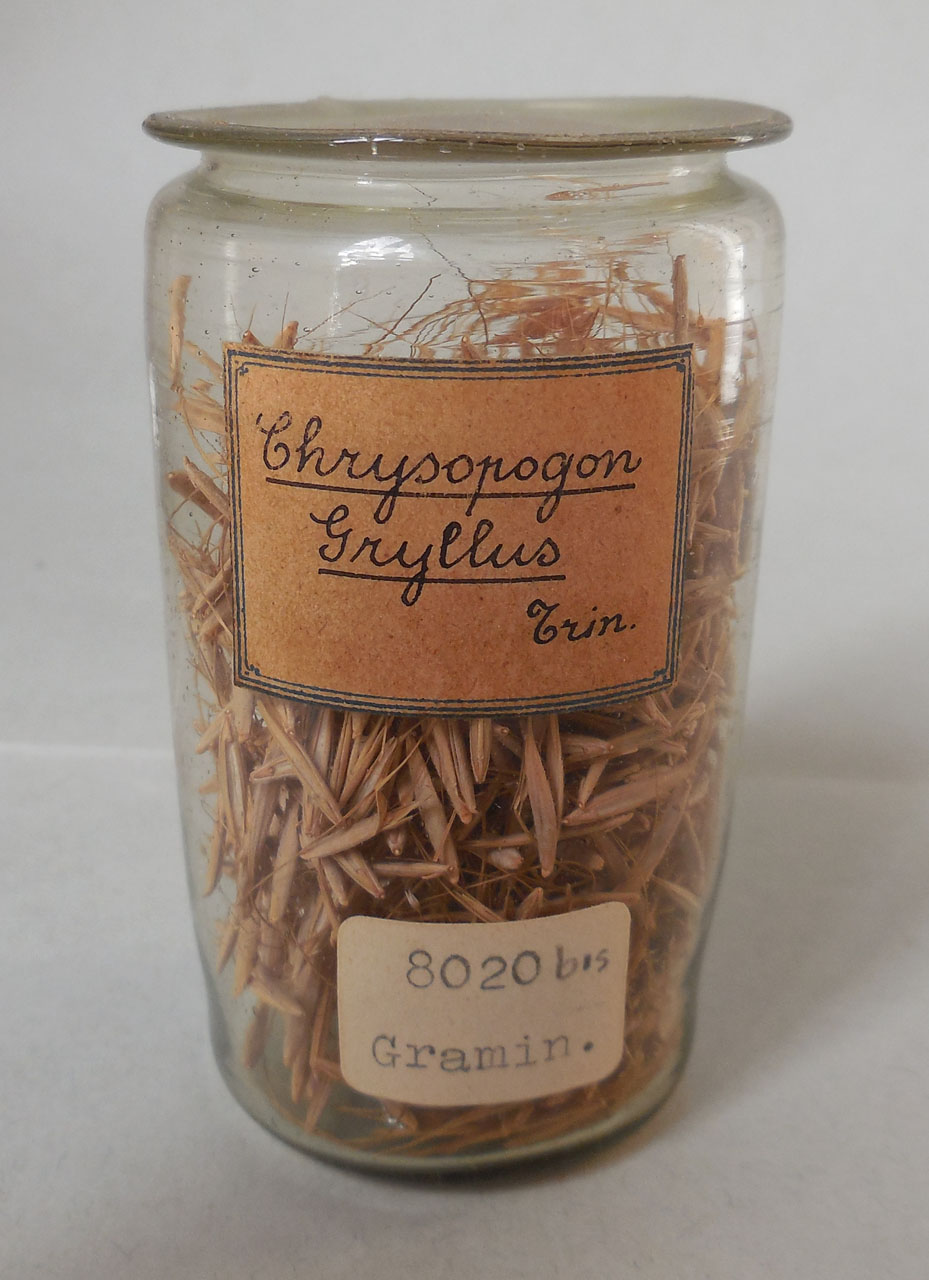 Chrysopogon
Gryllus
Trin.
8020 bis
Gramin.